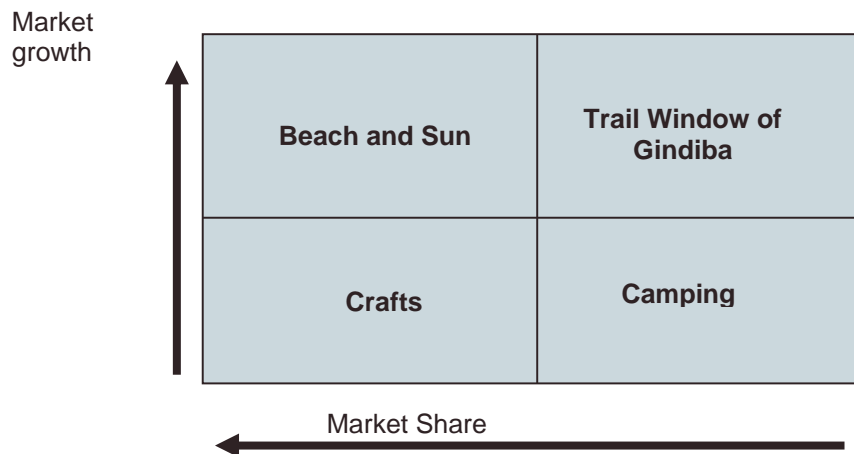 Market
growth
Beach and Sun
Trail Window of
Gindiba
Crafts
Camping
Market Share